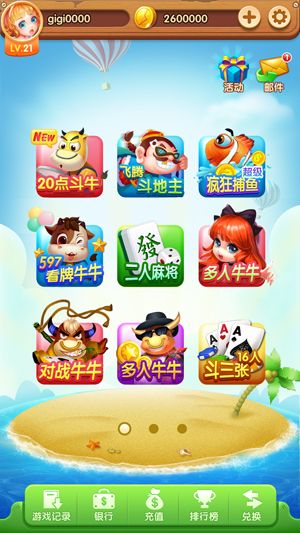 gigi0000
2600000
LV.21
活动
邮件
NEW
20点斗牛
飞腾
斗地主
超级
疯狂捕鱼
597
看牌牛牛
發
二人麻将
多人牛牛
对战牛牛
多人牛牛
A A A
16人
斗三张
游戏记录
银行
充值
排行榜
兑换